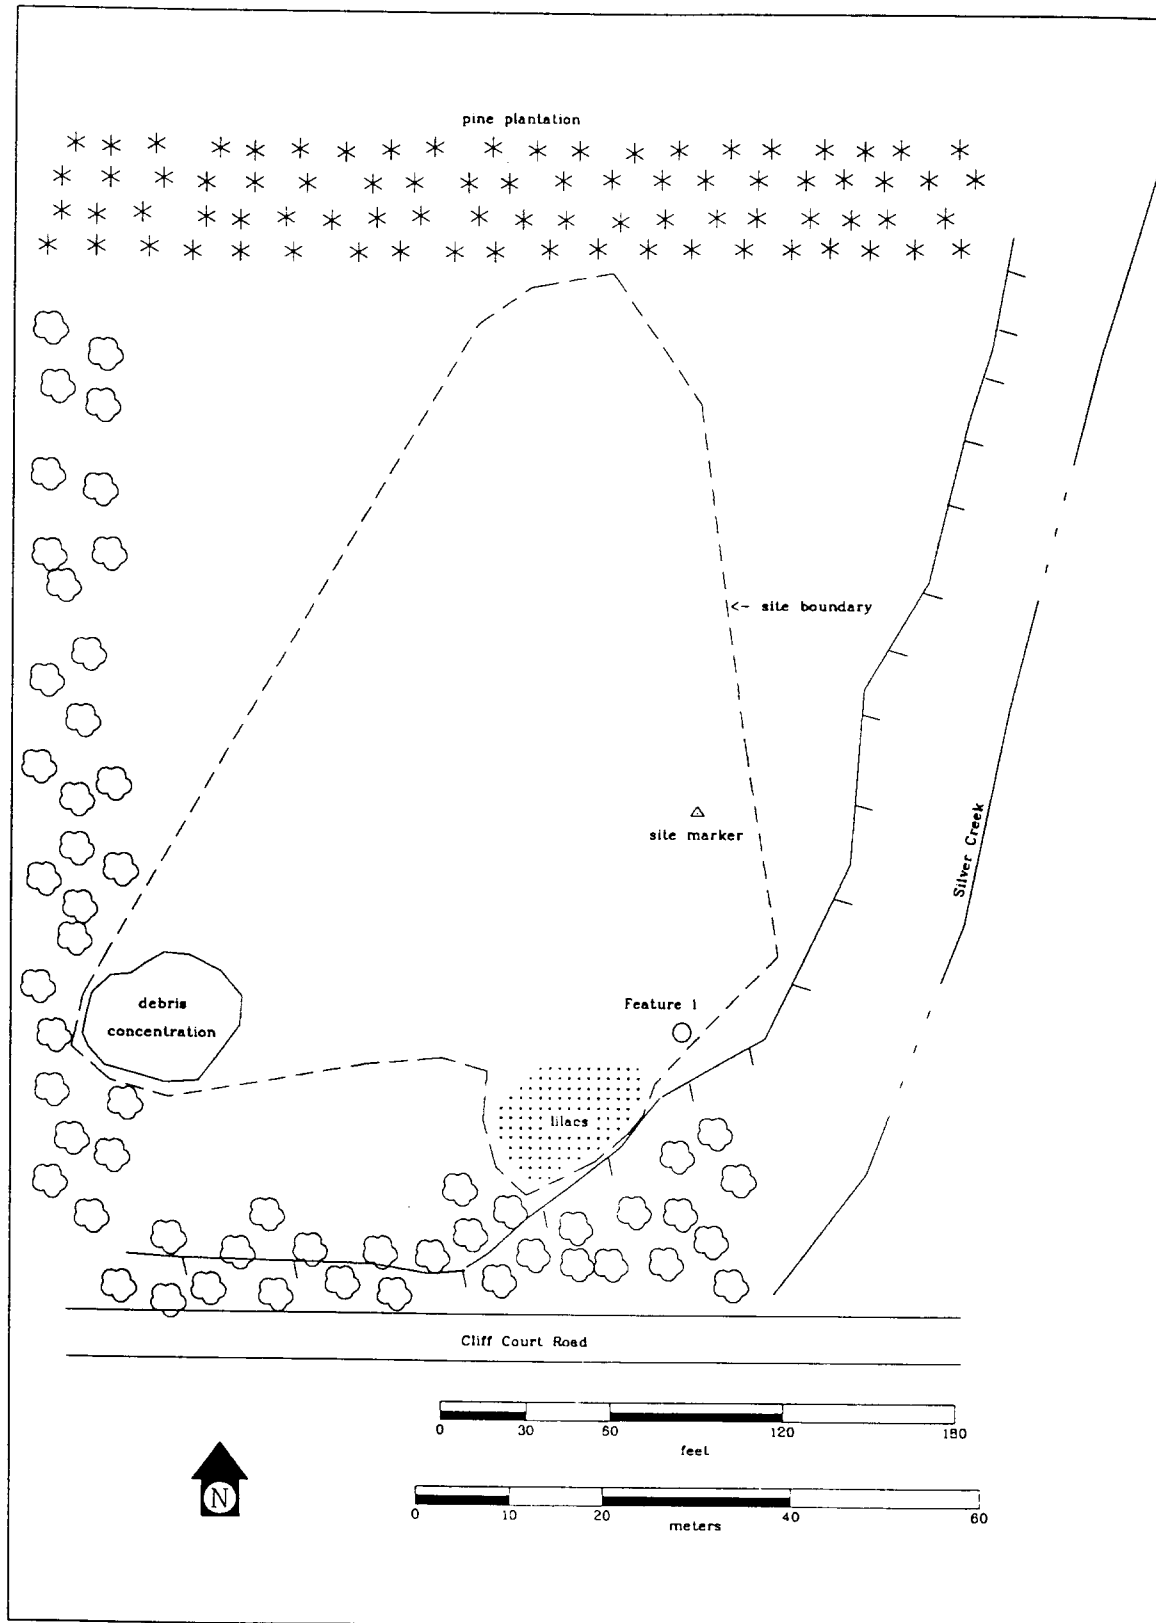 pine plantation
<- site boundary
site marker
Silver Creek
debris
concentration
Feature 1
lilacs
Cliff Court Road
0 30 60 120 180
feet
N
0 10 20 40 60
meters